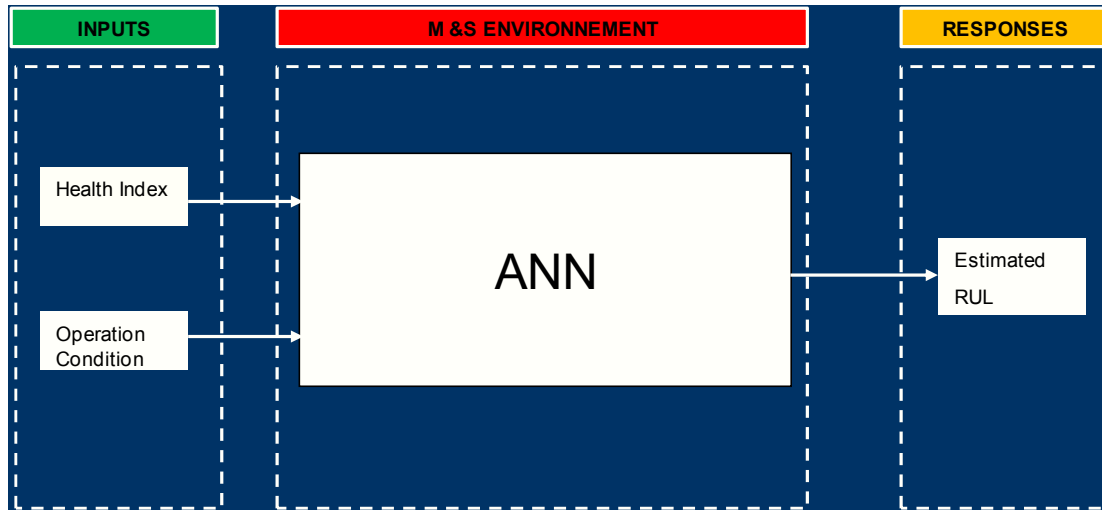 INPUTS
M &S ENVIRONNEMENT
RESPONSES
Health Index
Operation
Condition
ANN
Estimated
RUL